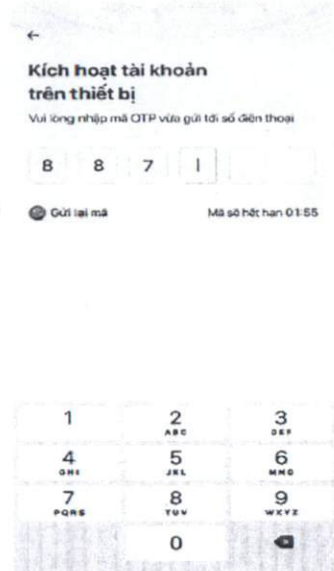 Kích hoạt tài khoản
trên thiết bị
Vui lòng nhập mã OTP vừa gửi tới số điện thoại
8 8 7
Gửi lại mã Mã sẽ hết hạn 01:55
1 2 3
ABC DEF
4 5 6
GHI JKL MNO
7 8 9
PQRS TUV WXYZ
0